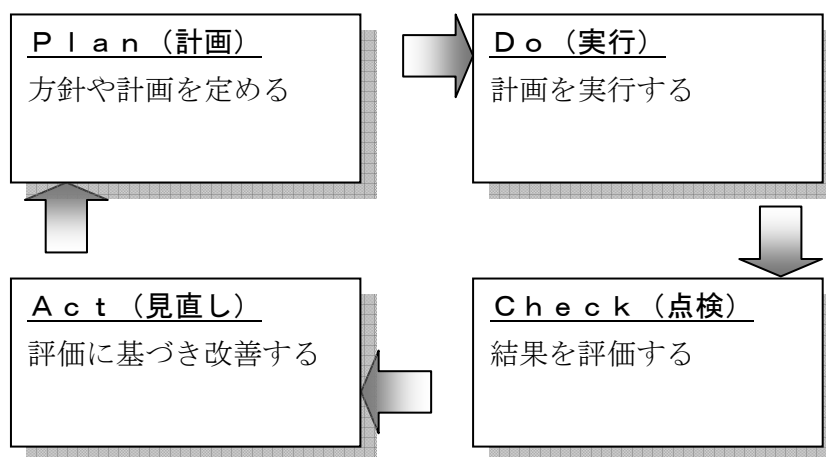 Ｐｌａｎ（計画）
方針や計画を定める
Ｄｏ（実行）
計画を実行する
Ａｃｔ（見直し）
評価に基づき改善する
Ｃｈｅｃｋ（点検）
結果を評価する